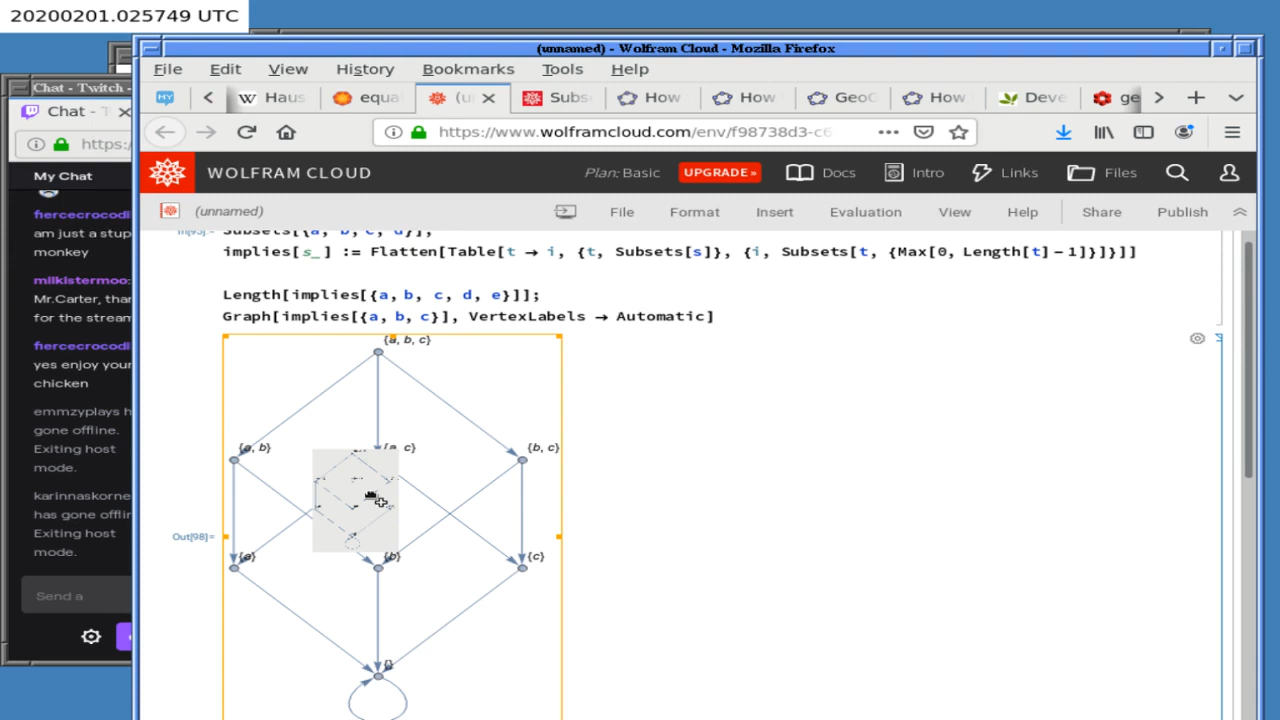 20200201.025749 UTC
(unnamed) - Wolfram Cloud - Mozilla Firefox
Chat - Twitch -
File Edit View History Bookmarks Tools Help
Chat - T
W Haus equa (u Subs How How GeoG How Deve ge
https:/
https://www.wolframcloud.com/env/f98738d3-c6
My Chat
WOLFRAM CLOUD Plan: Basic UPGRADE» Docs Intro Links Files
(unnamed) File Format Insert Evaluation View Help Share Publish
fiercecrocodi
am just a stup
monkey
milkistermoo:
Mr.Carter, tha
for the stream
fiercecrocodi
yes enjoy your
chicken
emmzyplays h
gone offline.
Exiting host
mode.
karinnaskorne
has gone offli
Exiting host
mode.
Send a
Subsets[{a, b, c, d}];
implies[s_] := Flatten[Table[t → i, {t, Subsets[s]}, {i, Subsets[t, {Max[0, Length[t]-1]}]}]]
Length[implies[{a, b, c, d, e}]];
Graph[implies[{a, b, c}], VertexLabels → Automatic]
{a, b, c}
{a, b} {a, c} {b, c}
Out[98]=
{a} {b} {c}
{}